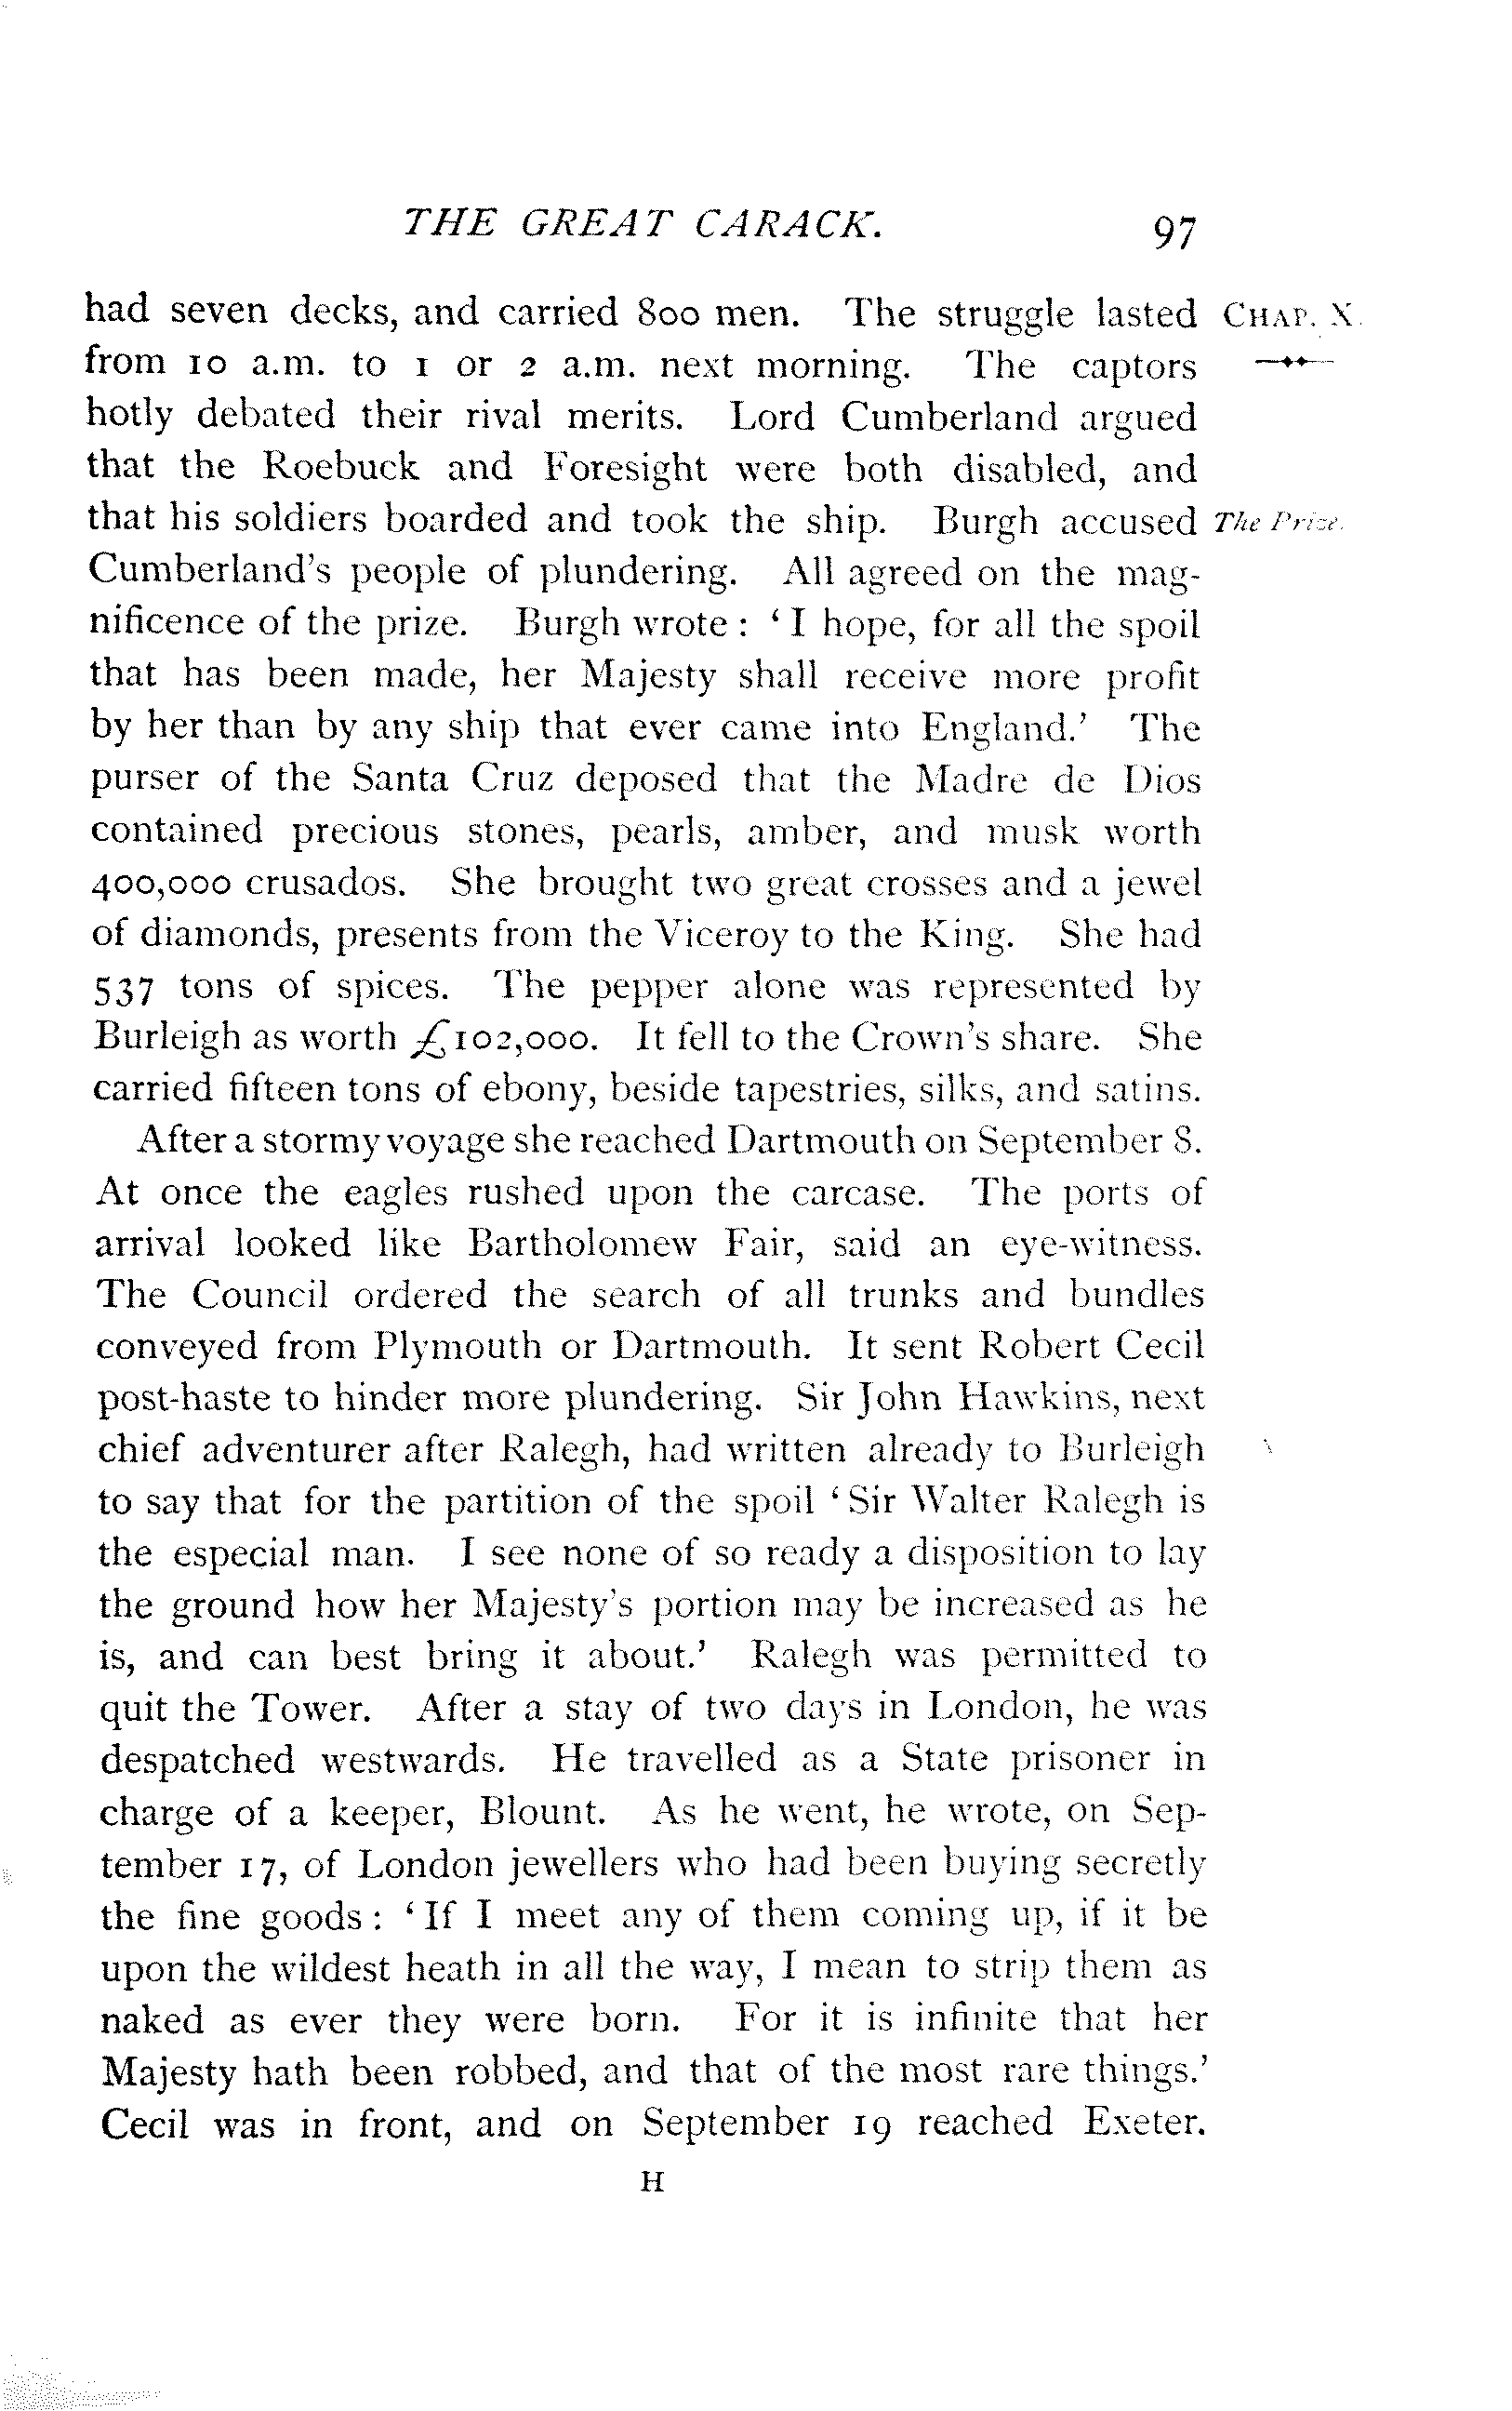 THE GREAT CARACK. 97
had seven decks, and carried 800 men. The struggle lasted CHAP. X.
from 10 a.m. to 1 or 2 a.m. next morning. The captors
hotly debated their rival merits. Lord Cumberland argued
that the Roebuck and Foresight were both disabled, and
that his soldiers boarded and took the ship. Burgh accused The Prize.
Cumberland's people of plundering. All agreed on the mag-
nificence of the prize. Burgh wrote : ‘ I hope, for all the spoil
that has been made, her Majesty shall receive more profit
by her than by any ship that ever came into England.’ The
purser of the Santa Cruz deposed that the Madre de Dios
contained precious stones, pearls, amber, and musk worth
400,000 crusados. She brought two great crosses and a jewel
of diamonds, presents from the Viceroy to the King. She had
537 tons of spices. The pepper alone was represented by
Burleigh as worth £102,000. It fell to the Crown's share. She
carried fifteen tons of ebony, beside tapestries, silks, and satins.
After a stormy voyage she reached Dartmouth on September 8.
At once the eagles rushed upon the carcase. The ports of
arrival looked like Bartholomew Fair, said an eye-witness.
The Council ordered the search of all trunks and bundles
conveyed from Plymouth or Dartmouth. It sent Robert Cecil
post-haste to hinder more plundering. Sir John Hawkins, next
chief adventurer after Ralegh, had written already to Burleigh
to say that for the partition of the spoil ‘ Sir Walter Ralegh is
the especial man. I see none of so ready a disposition to lay
the ground how her Majesty's portion may be increased as he
is, and can best bring it about.’ Ralegh was permitted to
quit the Tower. After a stay of two days in London, he was
despatched westwards. He travelled as a State prisoner in
charge of a keeper, Blount. As he went, he wrote, on Sep-
tember 17, of London jewellers who had been buying secretly
the fine goods : ‘ If I meet any of them coming up, if it be
upon the wildest heath in all the way, I mean to strip them as
naked as ever they were born. For it is infinite that her
Majesty hath been robbed, and that of the most rare things.’
Cecil was in front, and on September 19 reached Exeter.
H